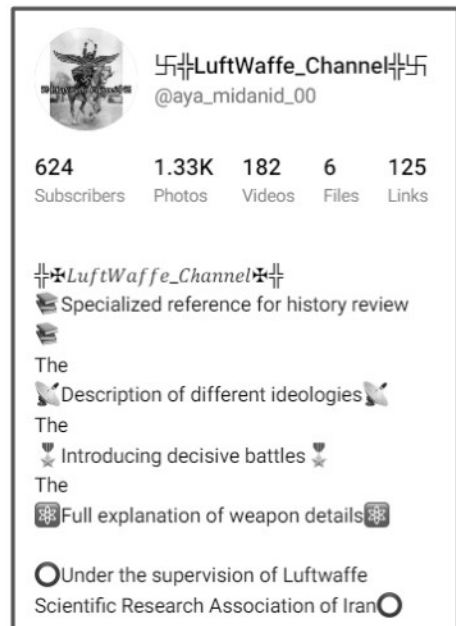 卐╬LuftWaffe_Channel╬卐
@aya_midanid_00
624 1.33K 182 6 125
Subscribers Photos Videos Files Links
╬✠LuftWaffe_Channel✠╬
📚Specialized reference for history review
📚
The
📡Description of different ideologies📡
The
🎖Introducing decisive battles🎖
The
⚛Full explanation of weapon details⚛
⭕Under the supervision of Luftwaffe
Scientific Research Association of Iran⭕